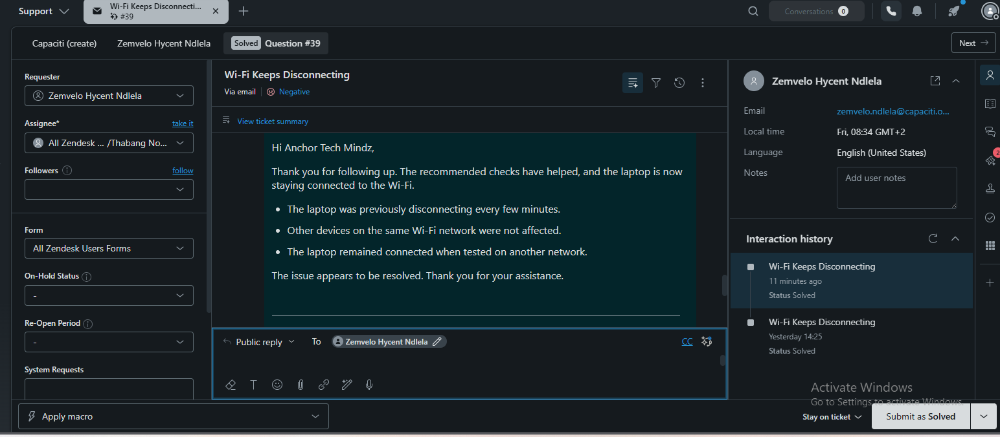 Support
Wi-Fi Keeps Disconnecti...
#39
Conversations 0
Capaciti (create)
Zemvelo Hycent Ndlela
Solved Question #39
Next
Requester
Zemvelo Hycent Ndlela
Assignee*
take it
All Zendesk ... /Thabang No...
Followers
follow
Form
All Zendesk Users Forms
On-Hold Status
-
Re-Open Period
-
System Requests
Wi-Fi Keeps Disconnecting
Via email
Negative
View ticket summary
Hi Anchor Tech Mindz,
Thank you for following up. The recommended checks have helped, and the laptop is now
staying connected to the Wi-Fi.
• The laptop was previously disconnecting every few minutes.
• Other devices on the same Wi-Fi network were not affected.
• The laptop remained connected when tested on another network.
The issue appears to be resolved. Thank you for your assistance.
Public reply
To
Zemvelo Hycent Ndlela
CC
Zemvelo Hycent Ndlela
Email
zemvelo.ndlela@capaciti.o...
Local time
Fri, 08:34 GMT+2
Language
English (United States)
Notes
Add user notes
Interaction history
Wi-Fi Keeps Disconnecting
11 minutes ago
Status Solved
Wi-Fi Keeps Disconnecting
Yesterday 14:25
Status Solved
2
Activate Windows
Go to Settings to activate Windows.
Apply macro
Stay on ticket
Submit as Solved